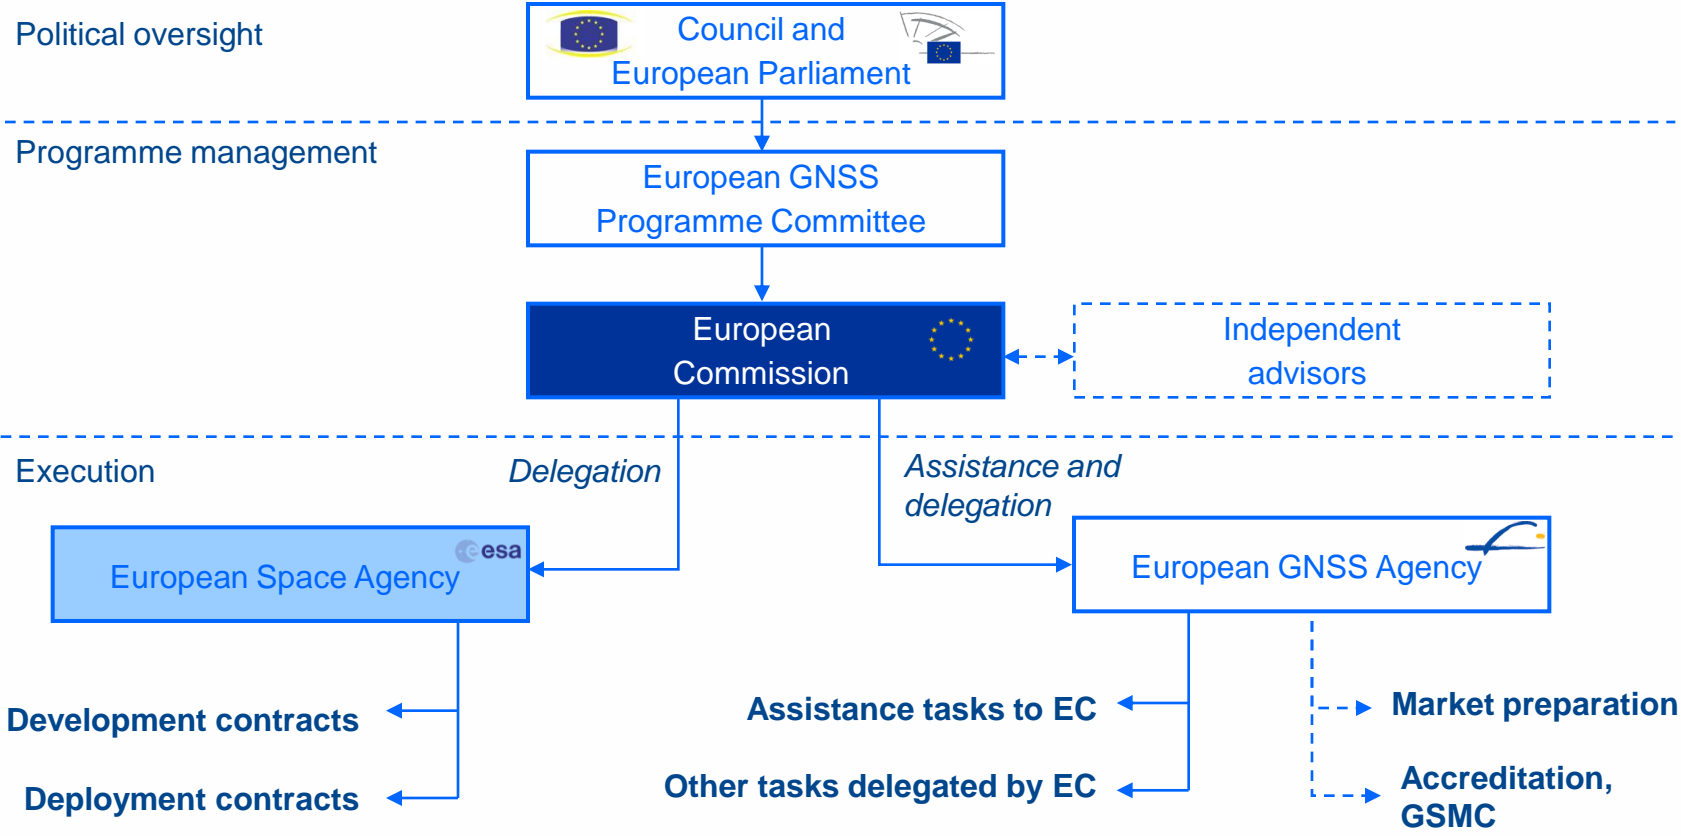 Political oversight
Council and
European Parliament
Programme management
European GNSS
Programme Committee
European
Commission
Independent
advisors
Execution
Delegation
Assistance and
delegation
esa
European Space Agency
European GNSS Agency
Development contracts
Deployment contracts
Assistance tasks to EC
Other tasks delegated by EC
Market preparation
Accreditation,
GSMC